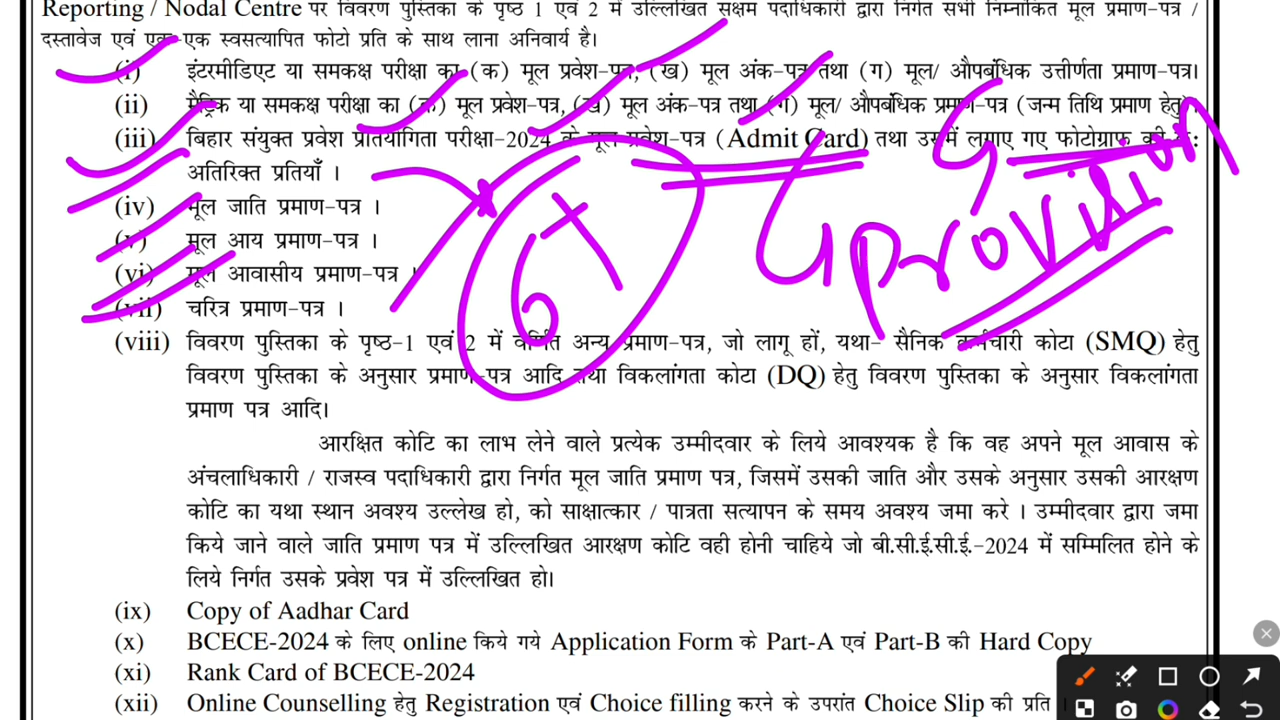 Reporting / Nodal Centre पर विवरण पुस्तिका के पृष्ठ 1 एवं 2 में उल्लिखित सक्षम पदाधिकारी द्वारा निर्गत सभी निम्नांकित मूल प्रमाण-पत्र /
दस्तावेज एवं एक-एक स्वसत्यापित फोटो प्रति के साथ लाना अनिवार्य है।
(i) इंटरमीडिएट या समकक्ष परीक्षा का (क) मूल प्रवेश-पत्र, (ख) मूल अंक-पत्र तथा (ग) मूल/ औपबंधिक उत्तीर्णता प्रमाण-पत्र।
(ii) मैट्रिक या समकक्ष परीक्षा का (क) मूल प्रवेश-पत्र, (ख) मूल अंक-पत्र तथा (ग) मूल/ औपबंधिक प्रमाण-पत्र (जन्म तिथि प्रमाण हेतु)।
(iii) बिहार संयुक्त प्रवेश प्रतियोगिता परीक्षा-2024 के मूल प्रवेश-पत्र (Admit Card) तथा उसमें लगाए गए फोटोग्राफ की छः
अतिरिक्त प्रतियाँ ।
(iv) मूल जाति प्रमाण-पत्र ।
(v) मूल आय प्रमाण-पत्र ।
(vi) मूल आवासीय प्रमाण-पत्र ।
(vii) चरित्र प्रमाण-पत्र ।
6
(viii) विवरण पुस्तिका के पृष्ठ-1 एवं 2 में वर्णित अन्य प्रमाण-पत्र, जो लागू हों, यथा- सैनिक कर्मचारी कोटा (SMQ) हेतु
विवरण पुस्तिका के अनुसार प्रमाण-पत्र आदि तथा विकलांगता कोटा (DQ) हेतु विवरण पुस्तिका के अनुसार विकलांगता
प्रमाण पत्र आदि।
आरक्षित कोटि का लाभ लेने वाले प्रत्येक उम्मीदवार के लिये आवश्यक है कि वह अपने मूल आवास के
अंचलाधिकारी / राजस्व पदाधिकारी द्वारा निर्गत मूल जाति प्रमाण पत्र, जिसमें उसकी जाति और उसके अनुसार उसकी आरक्षण
कोटि का यथा स्थान अवश्य उल्लेख हो, को साक्षात्कार / पात्रता सत्यापन के समय अवश्य जमा करे । उम्मीदवार द्वारा जमा
किये जाने वाले जाति प्रमाण पत्र में उल्लिखित आरक्षण कोटि वही होनी चाहिये जो बी.सी.ई.सी.ई.-2024 में सम्मिलित होने के
लिये निर्गत उसके प्रवेश पत्र में उल्लिखित हो।
(ix) Copy of Aadhar Card
(x) BCECE-2024 के लिए online किये गये Application Form के Part-A एवं Part-B की Hard Copy
(xi) Rank Card of BCECE-2024
(xii) Online Counselling हेतु Registration एवं Choice filling करने के उपरांत Choice Slip की प्रति ।